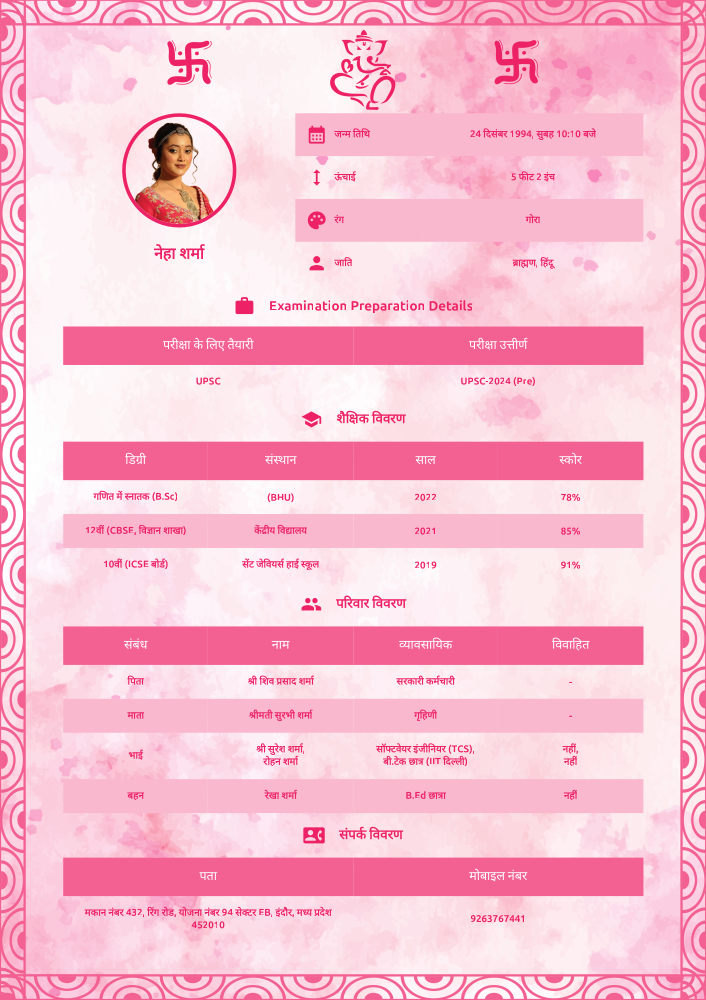 जन्म तिथि 24 दिसंबर 1994, सुबह 10:10 बजे
ऊंचाई 5 फीट 2 इंच
रंग गोरा
जाति ब्राह्मण, हिंदू
नेहा शर्मा
Examination Preparation Details
परीक्षा के लिए तैयारी परीक्षा उत्तीर्ण
UPSC UPSC-2024 (Pre)
शैक्षिक विवरण
डिग्री संस्थान साल स्कोर
गणित में स्नातक (B.Sc) (BHU) 2022 78%
12वीं (CBSE, विज्ञान शाखा) केंद्रीय विद्यालय 2021 85%
10वीं (ICSE बोर्ड) सेंट जेवियर्स हाई स्कूल 2019 91%
परिवार विवरण
संबंध नाम व्यावसायिक विवाहित
पिता श्री शिव प्रसाद शर्मा सरकारी कर्मचारी -
माता श्रीमती सुरभी शर्मा गृहिणी -
भाई श्री सुरेश शर्मा, सॉफ्टवेयर इंजीनियर (TCS), नहीं,
रोहन शर्मा बी.टेक छात्र (IIT दिल्ली) नहीं
बहन रेखा शर्मा B.Ed छात्रा नहीं
संपर्क विवरण
पता मोबाइल नंबर
मकान नंबर 432, रिंग रोड, योजना नंबर 94 सेक्टर EB, इंदौर, मध्य प्रदेश
452010 9263767441